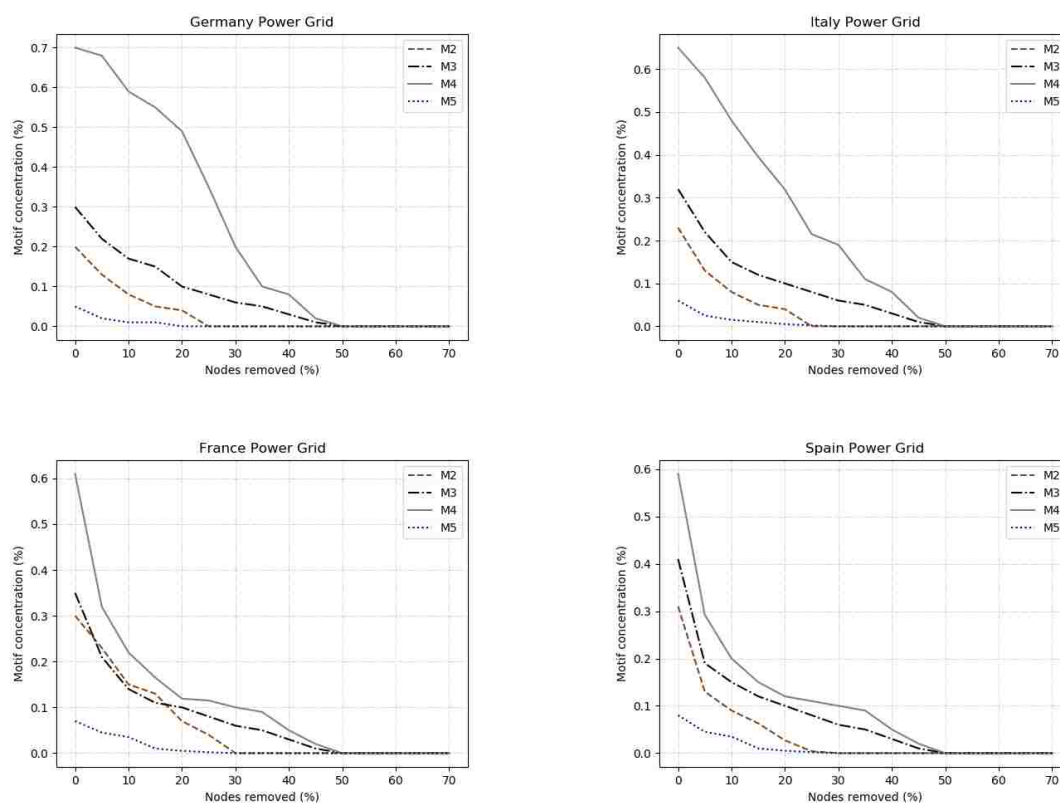 Germany Power Grid
Motif concentration (%)
0.7
0.6
0.5
0.4
0.3
0.2
0.1
0.0
M2
M3
M4
M5
0 10 20 30 40 50 60 70
Nodes removed (%)
Italy Power Grid
Motif concentration (%)
0.6
0.5
0.4
0.3
0.2
0.1
0.0
M2
M3
M4
M5
0 10 20 30 40 50 60 70
Nodes removed (%)
France Power Grid
Motif concentration (%)
0.6
0.5
0.4
0.3
0.2
0.1
0.0
M2
M3
M4
M5
0 10 20 30 40 50 60 70
Nodes removed (%)
Spain Power Grid
Motif concentration (%)
0.6
0.5
0.4
0.3
0.2
0.1
0.0
M2
M3
M4
M5
0 10 20 30 40 50 60 70
Nodes removed (%)